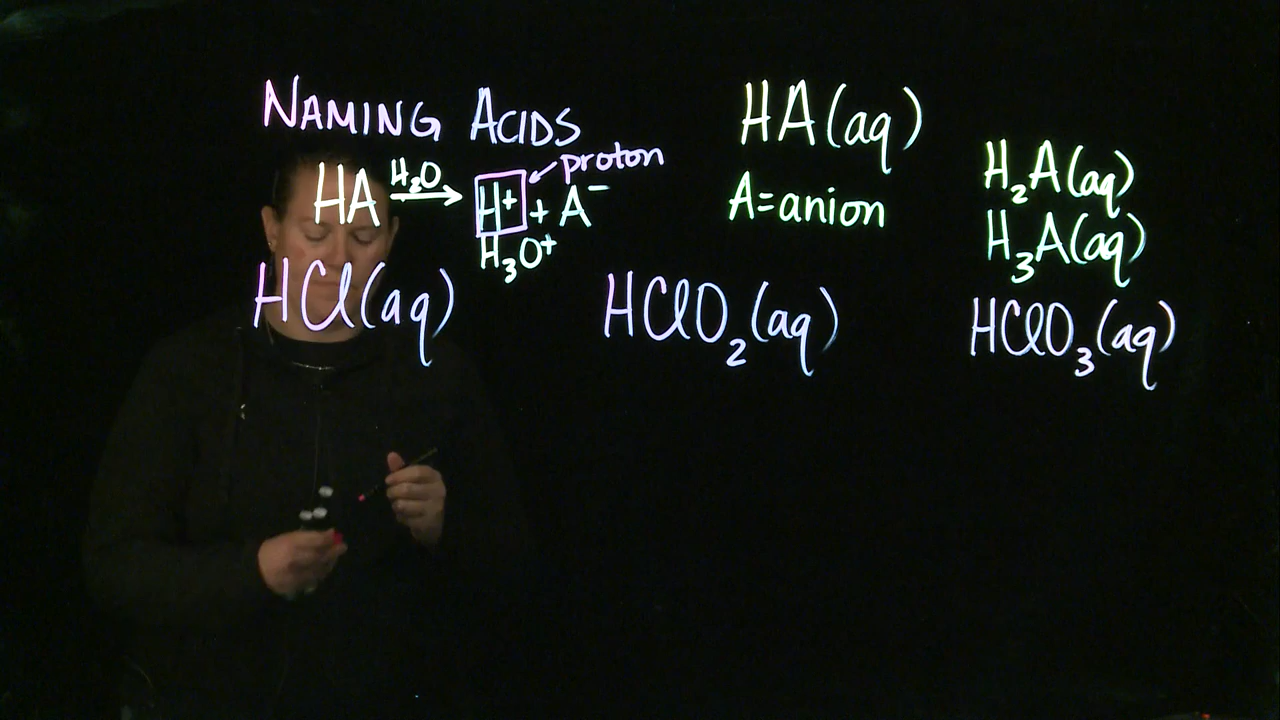 NAMING ACIDS
HA H₂O → H⁺ + A⁻
proton
H₃O⁺
HA(aq)
A=anion
H₂A(aq)
H₃A(aq)
HCl(aq)
HClO₂(aq)
HClO₃(aq)